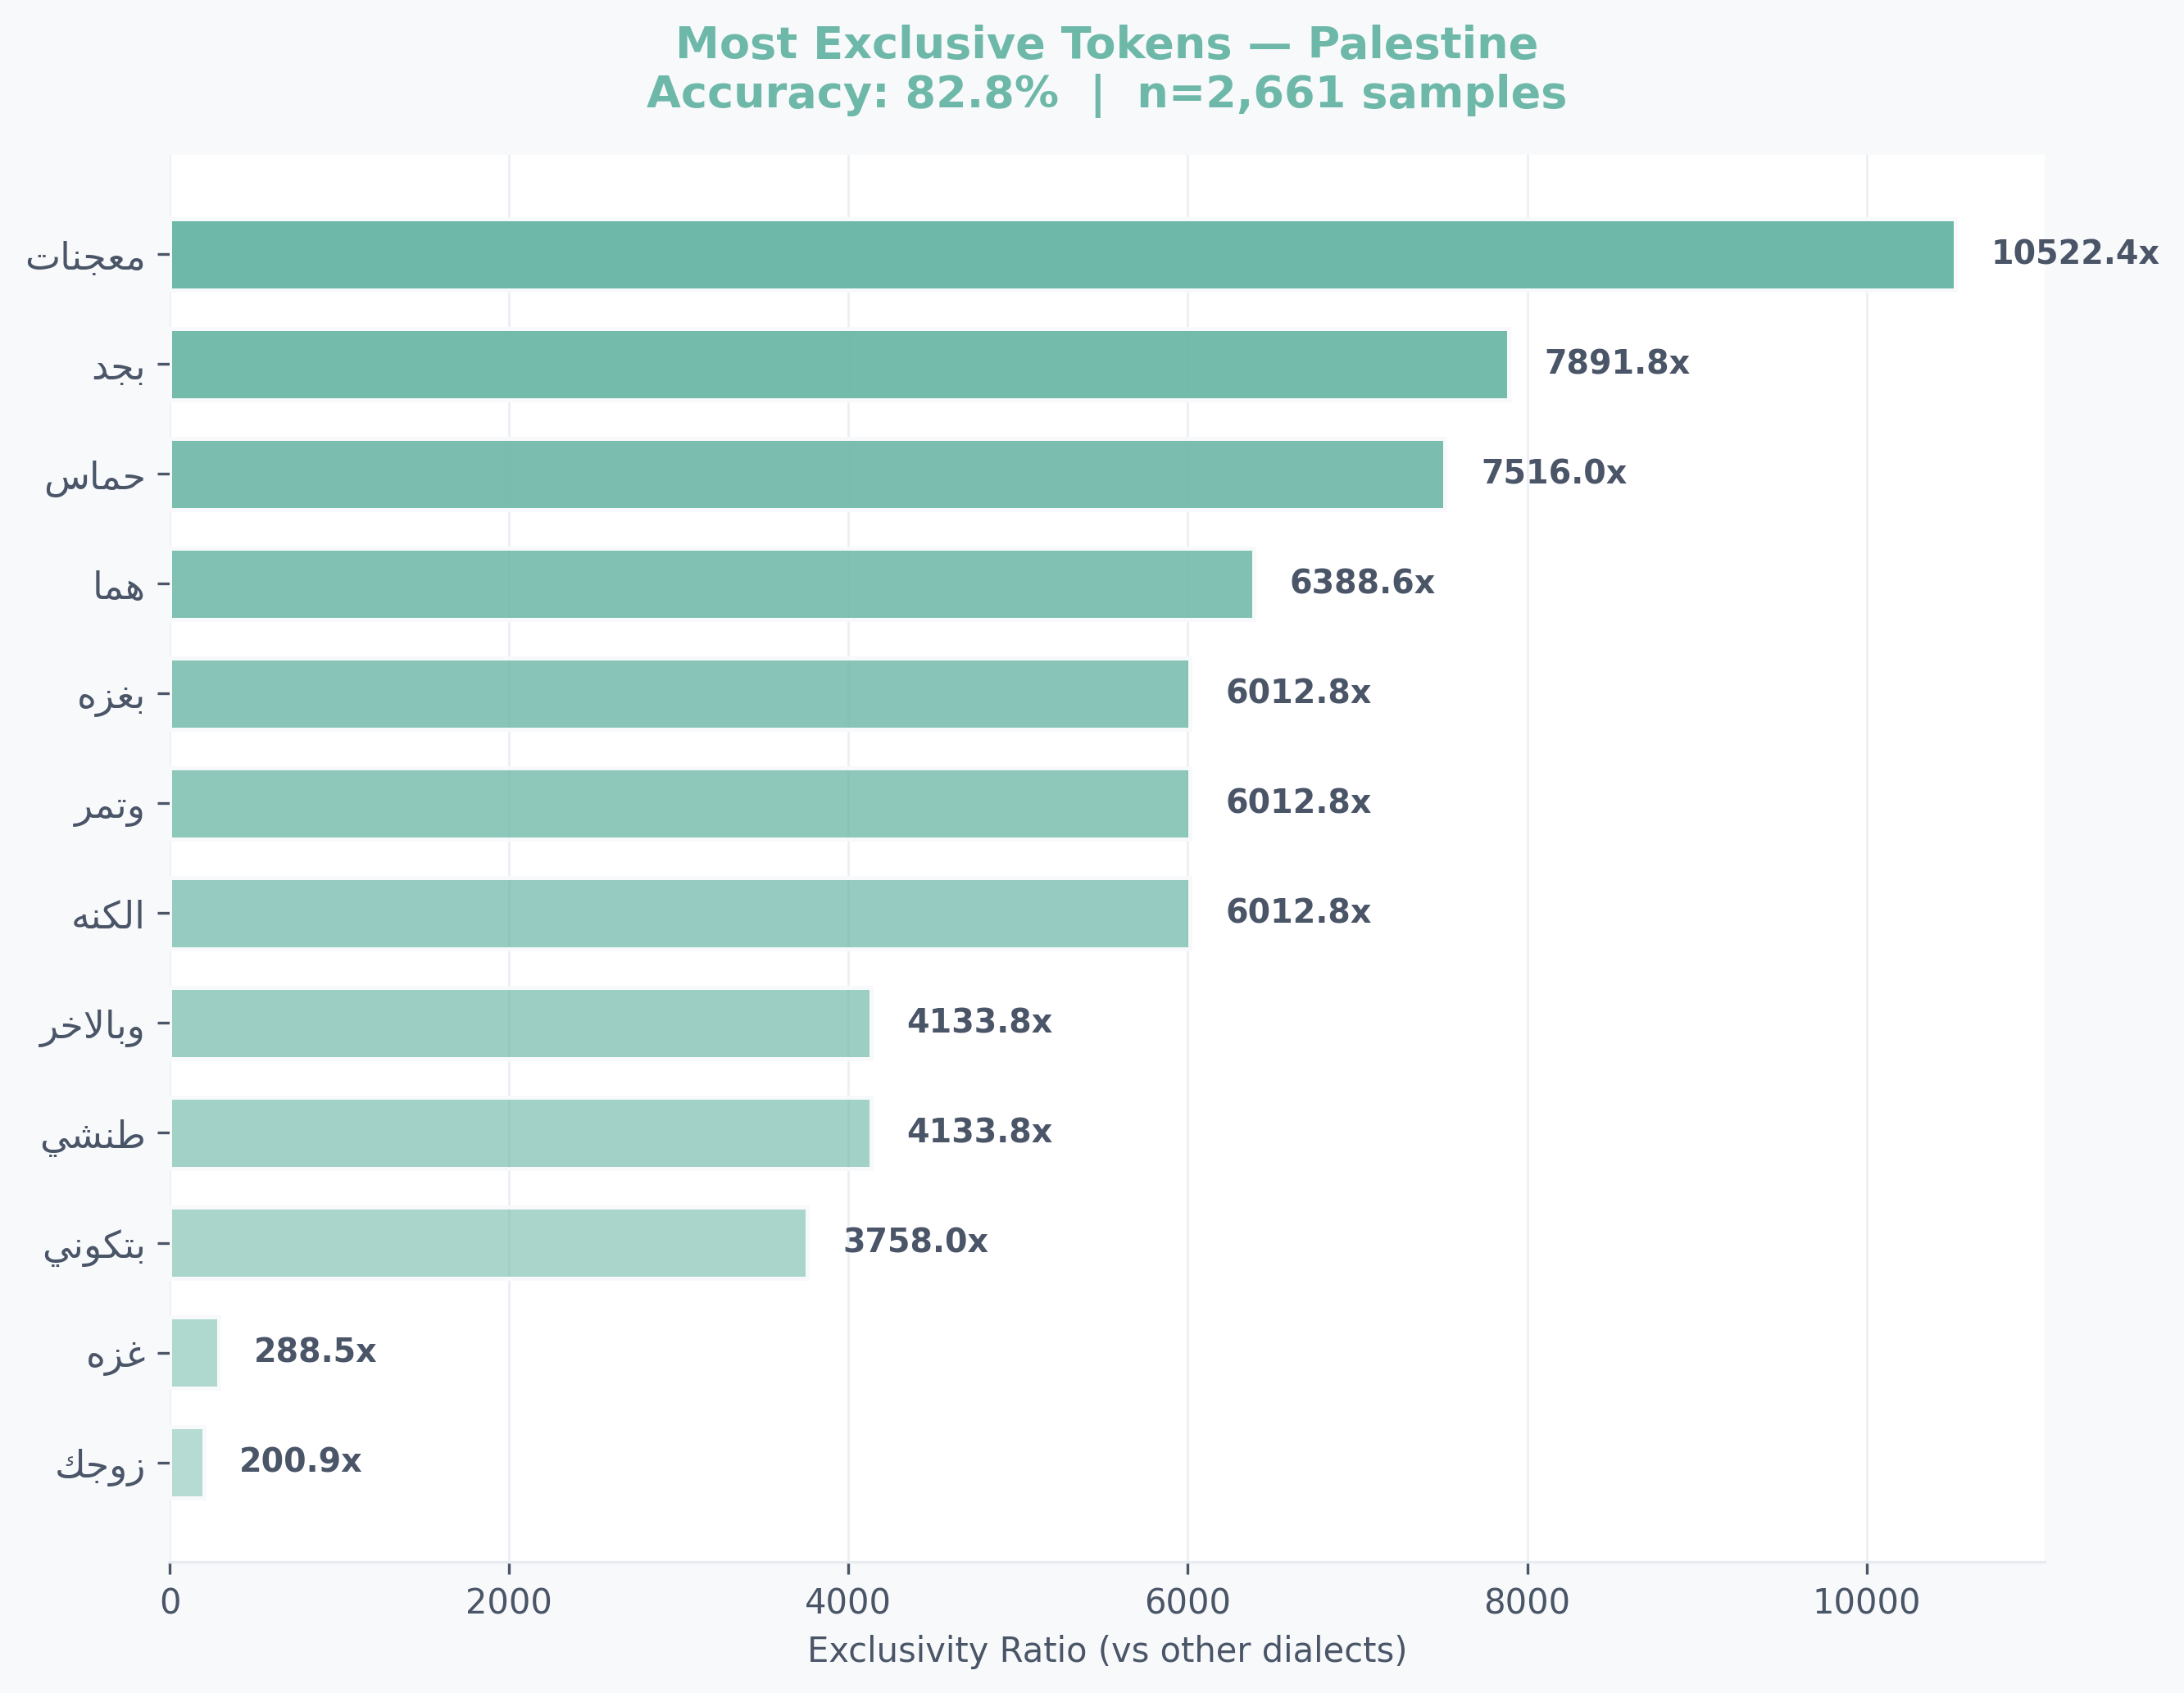 Most Exclusive Tokens — Palestine
Accuracy: 82.8% | n=2,661 samples
معجنات 10522.4x
بجد 7891.8x
حماس 7516.0x
هما 6388.6x
بغزه 6012.8x
وتمر 6012.8x
الكنه 6012.8x
وبالاخر 4133.8x
طنشي 4133.8x
بتكوني 3758.0x
غزه 288.5x
زوجك 200.9x
0 2000 4000 6000 8000 10000
Exclusivity Ratio (vs other dialects)